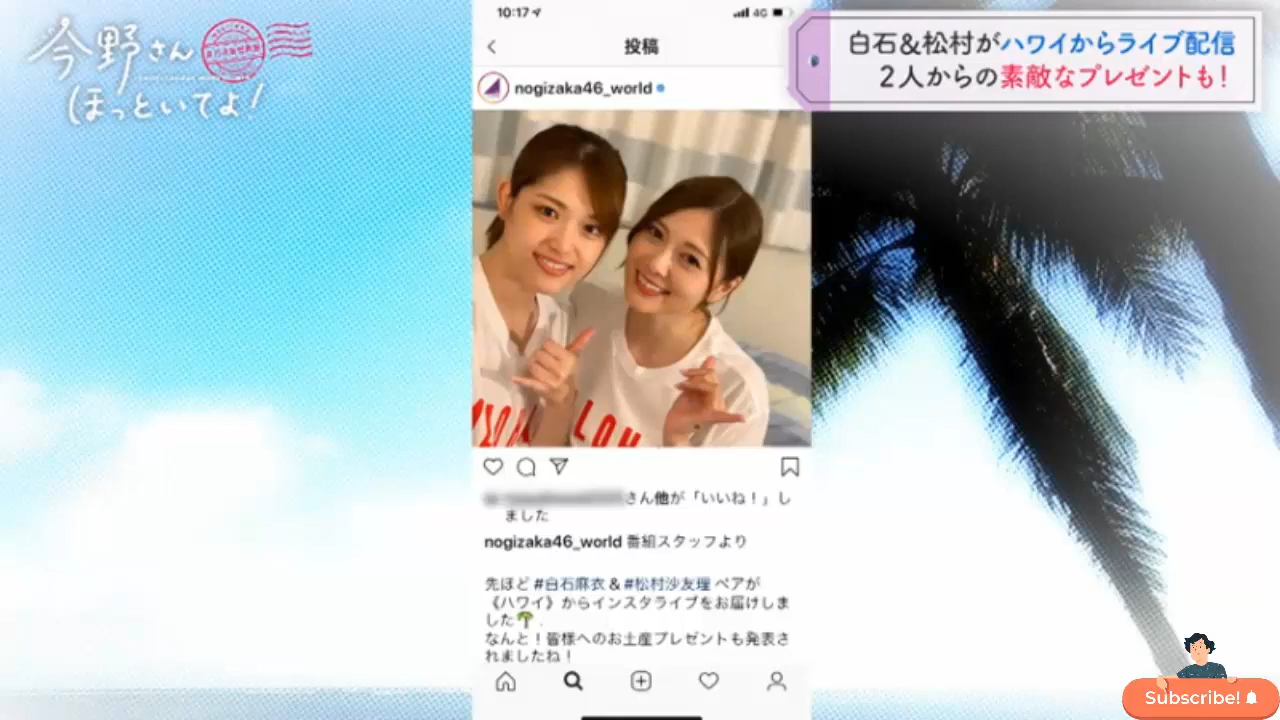 今野さん
ほっといてよ!
10:17
4G
投稿
白石&松村がハワイからライブ配信
2人からの素敵なプレゼントも!
nogizaka46_world
さん他が「いいね!」し
ました
nogizaka46_world 番組スタッフより
先ほど #白石麻衣 & #松村沙友理 ペアが
《ハワイ》からインスタライブをお届けしま
した🌴.
なんと!皆様へのお土産プレゼントも発表さ
れましたね!
Subscribe!